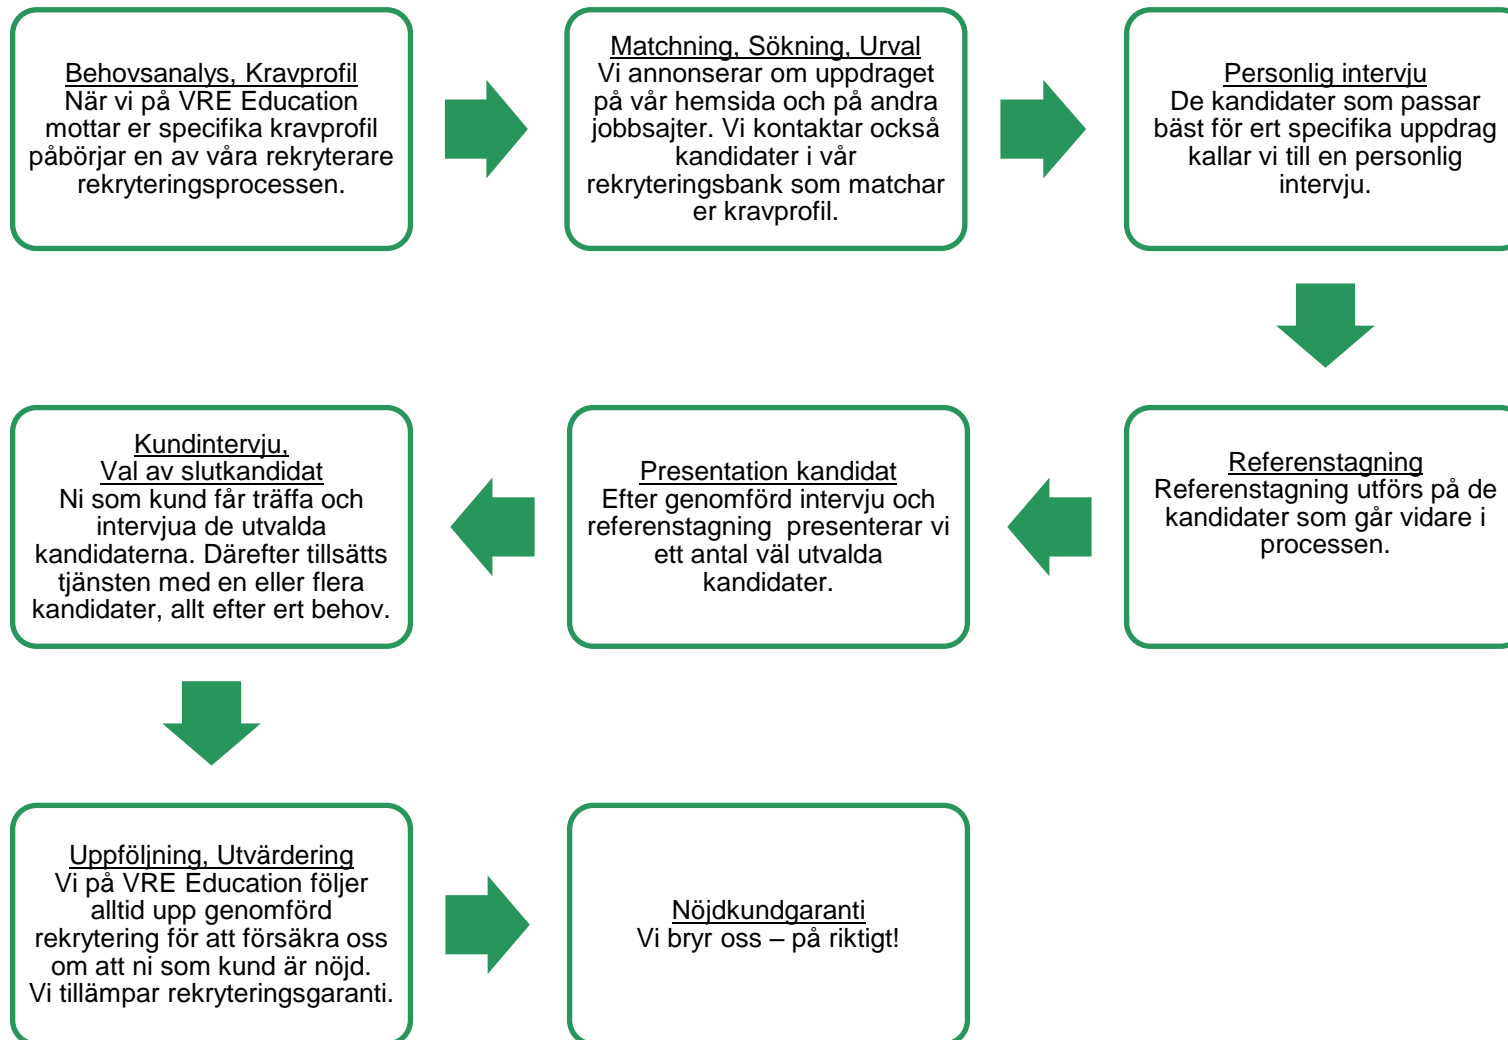 Behovsanalys, Kravprofil
När vi på VRE Education
mottar er specifika kravprofil
påbörjar en av våra rekryterare
rekryteringsprocessen.
Matchning, Sökning, Urval
Vi annonserar om uppdraget
på vår hemsida och på andra
jobbsajter. Vi kontaktar också
kandidater i vår
rekryteringsbank som matchar
er kravprofil.
Personlig intervju
De kandidater som passar
bäst för ert specifika uppdrag
kallar vi till en personlig
intervju.
Referenstagning
Referenstagning utförs på de
kandidater som går vidare i
processen.
Presentation kandidat
Efter genomförd intervju och
referenstagning  presenterar vi
ett antal väl utvalda
kandidater.
Kundintervju,
Val av slutkandidat
Ni som kund får träffa och
intervjua de utvalda
kandidaterna. Därefter tillsätts
tjänsten med en eller flera
kandidater, allt efter ert behov.
Uppföljning, Utvärdering
Vi på VRE Education följer
alltid upp genomförd
rekrytering för att försäkra oss
om att ni som kund är nöjd.
Vi tillämpar rekryteringsgaranti.
Nöjdkundgaranti
Vi bryr oss – på riktigt!